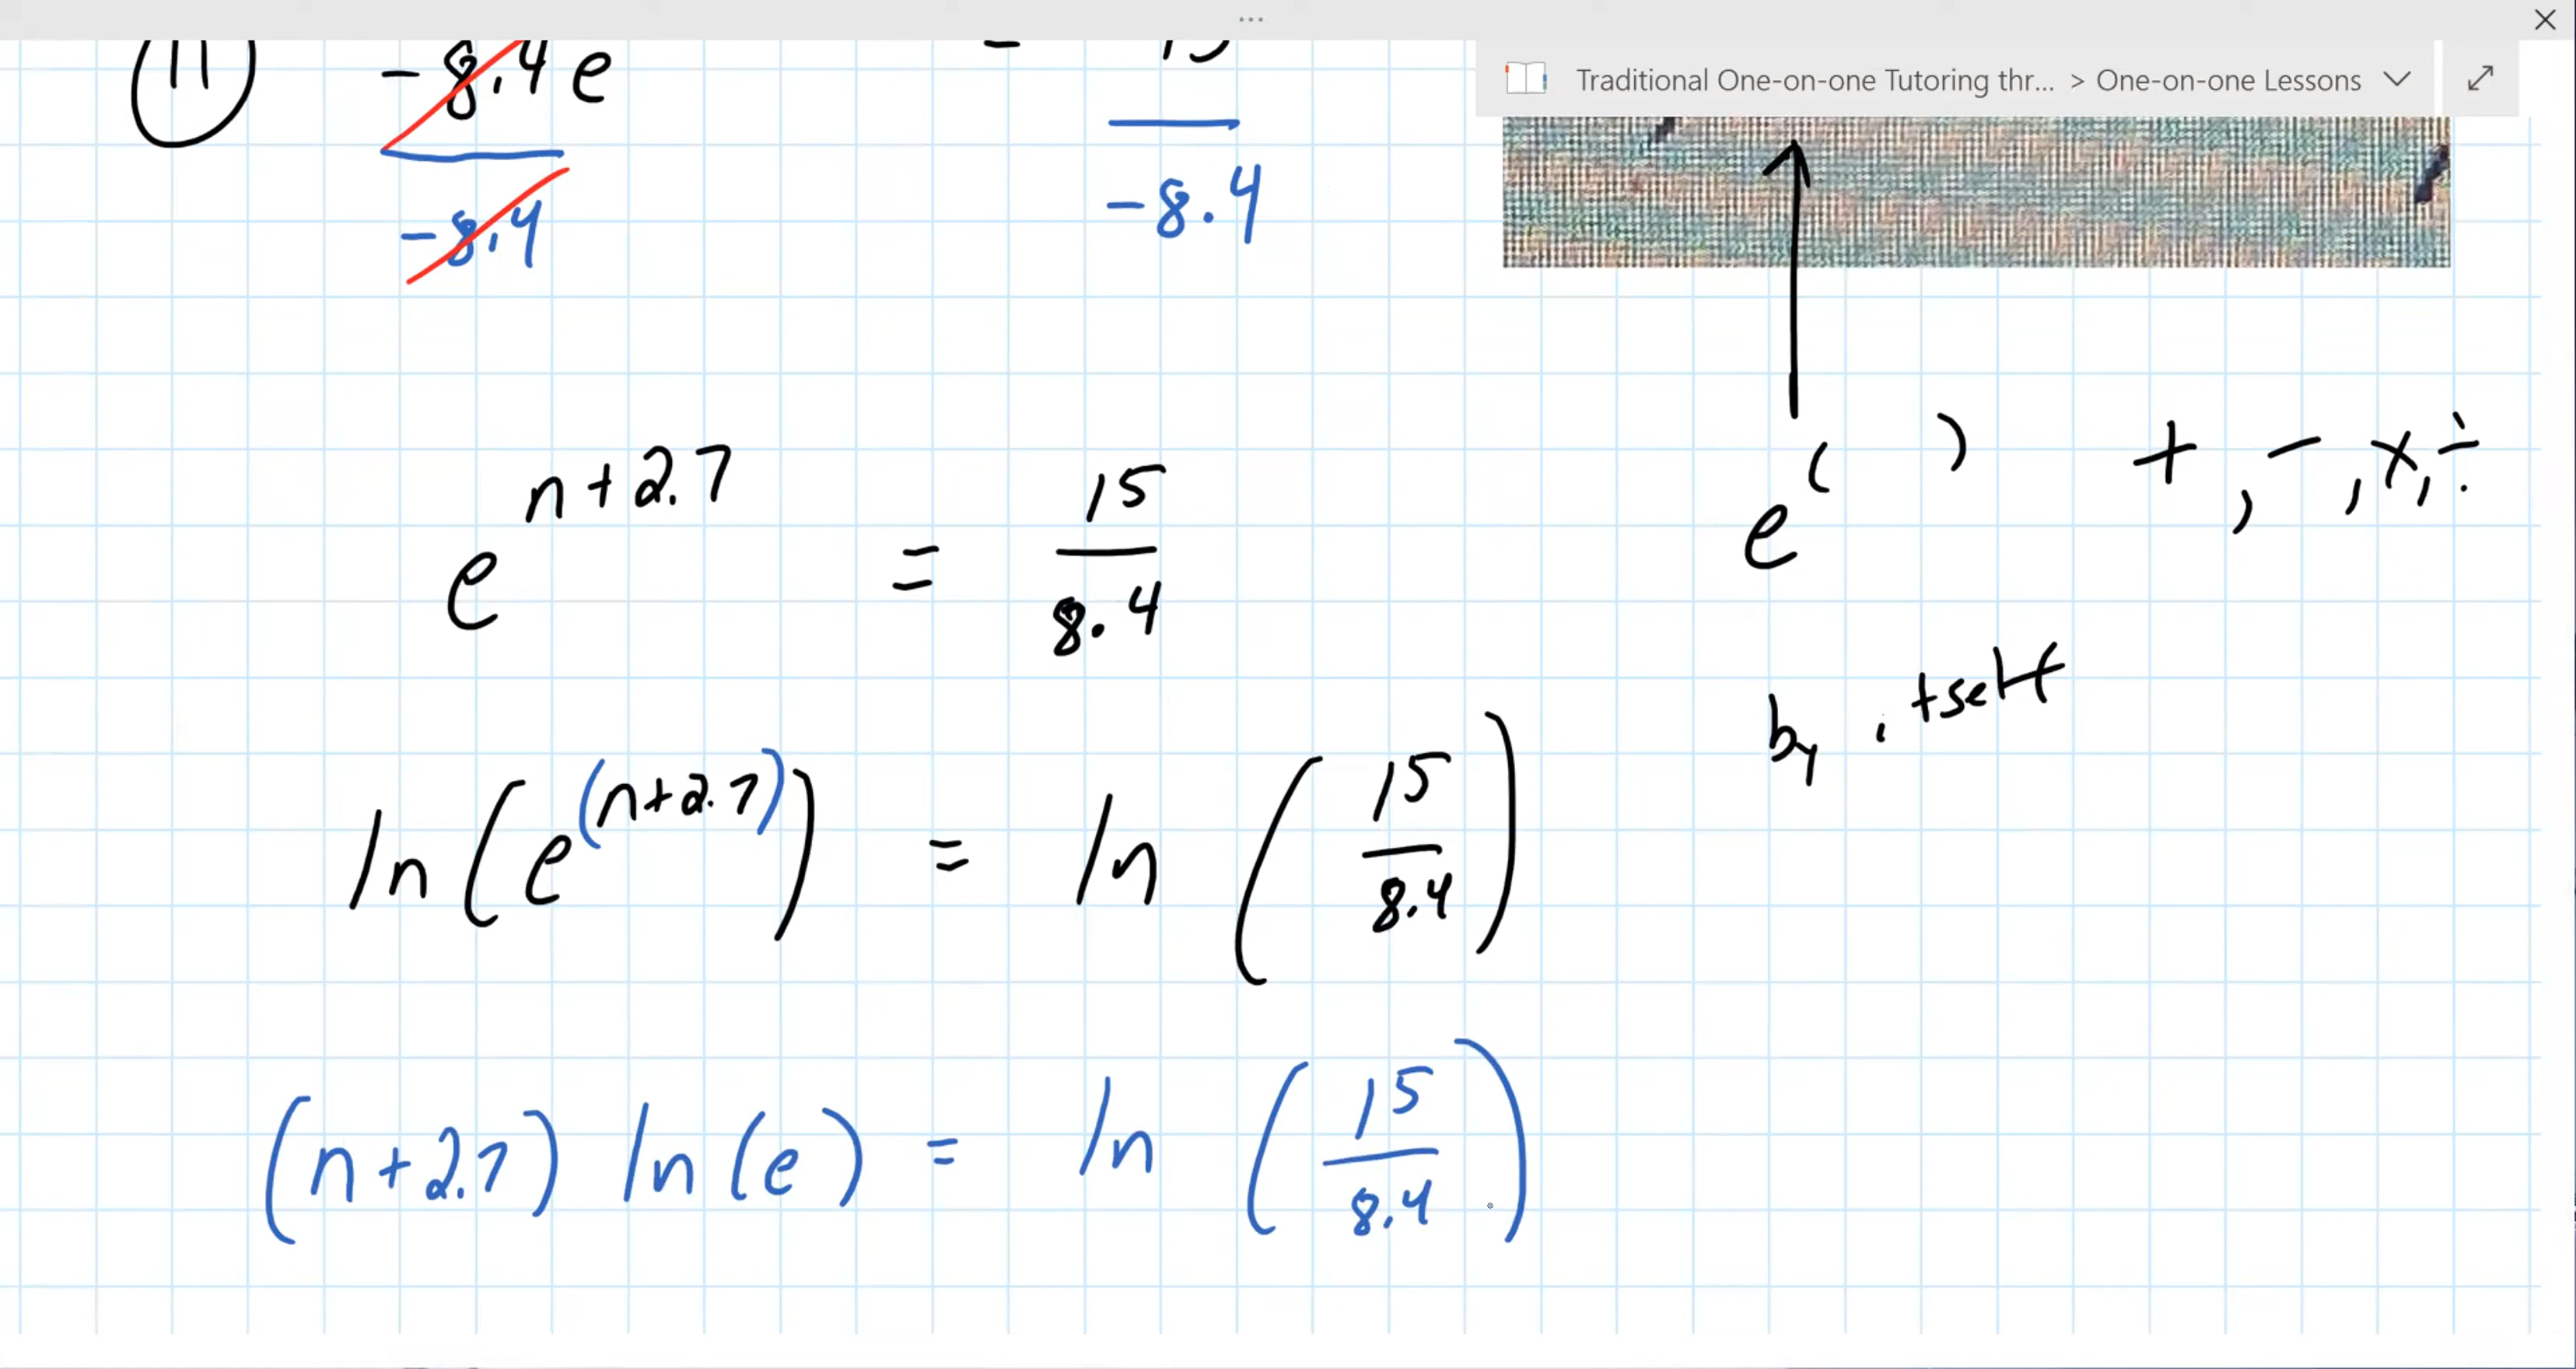 ...
Traditional One-on-one Tutoring thr... > One-on-one Lessons
11 -8.4e = 15
-8.4 -8.4
e^(n+2.7) = 15/8.4
e^( ) +, -, ×, ÷
by itself
ln(e^(n+2.7)) = ln(15/8.4)
(n+2.7) ln(e) = ln(15/8.4)